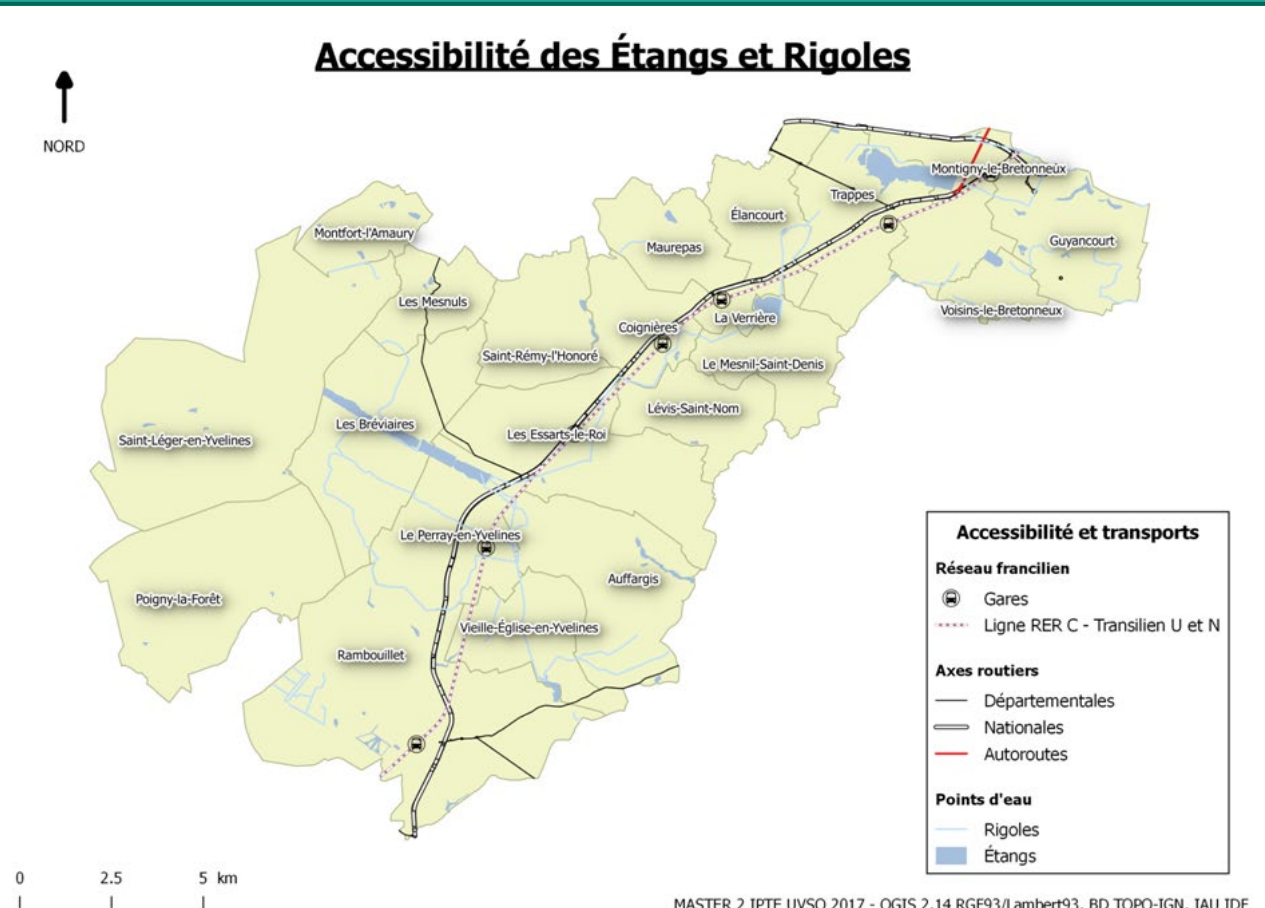 Accessibilité des Étangs et Rigoles
NORD
Montigny-le-Bretonneux
Trappes
Élancourt
Guyancourt
Montfort-l'Amaury
Maurepas
Les Mesnuls
Voisins-le-Bretonneux
La Verrière
Coignières
Saint-Rémy-l'Honoré
Le Mesnil-Saint-Denis
Lévis-Saint-Nom
Les Bréviaires
Les Essarts-le-Roi
Saint-Léger-en-Yvelines
Le Perray-en-Yvelines
Auffargis
Poigny-la-Forêt
Vieille-Église-en-Yvelines
Rambouillet
Accessibilité et transports
Réseau francilien
Gares
Ligne RER C - Transilien U et N
Axes routiers
Départementales
Nationales
Autoroutes
Points d'eau
Rigoles
Étangs
0 2.5 5 km
MASTER 2 IPTE UVSQ 2017 - QGIS 2.14 RGF93/Lambert93, BD TOPO-IGN, IAU IDF